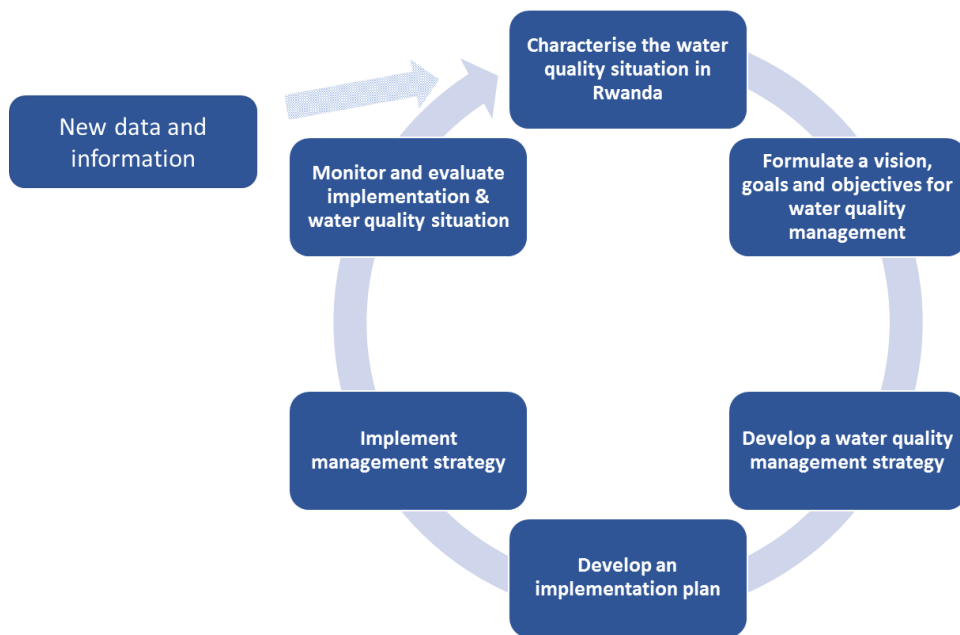 Characterise the water
quality situation in
Rwanda
New data and
information
Monitor and evaluate
implementation &
water quality situation
Formulate a vision,
goals and objectives for
water quality
management
Implement
management strategy
Develop a water quality
management strategy
Develop an
implementation plan